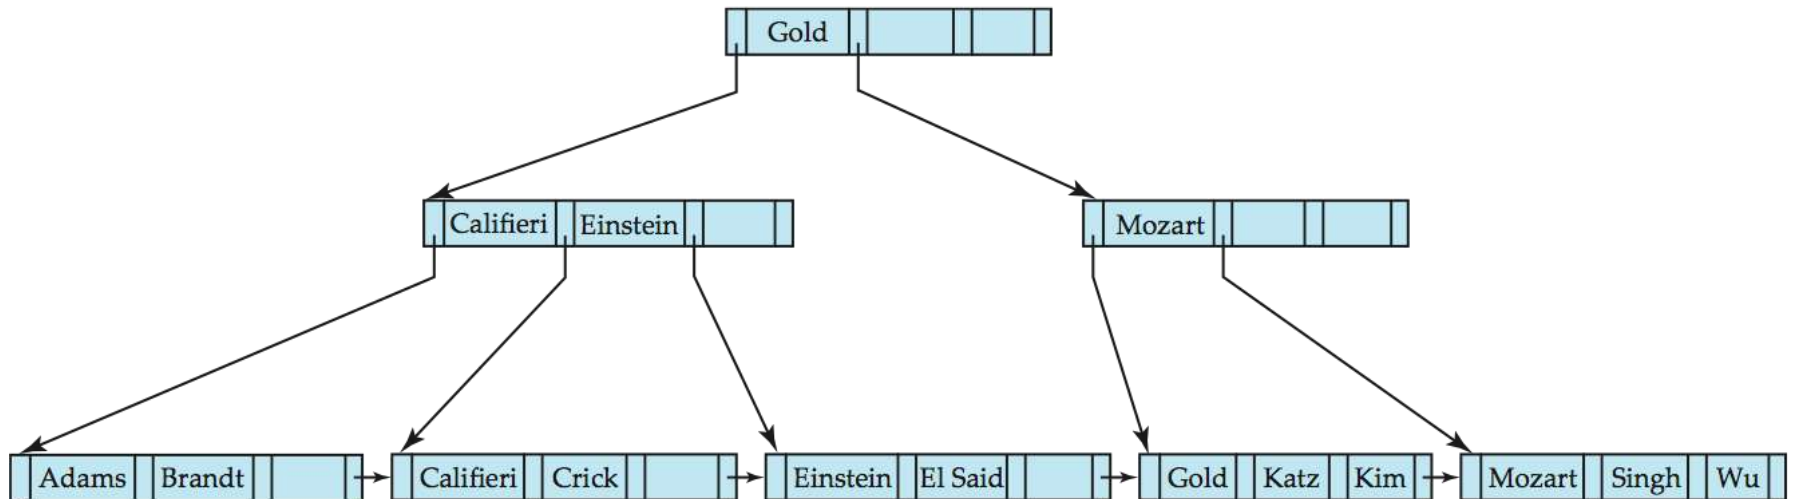 Gold
Califieri Einstein
Mozart
Adams Brandt
Califieri Crick
Einstein El Said
Gold Katz Kim
Mozart Singh Wu